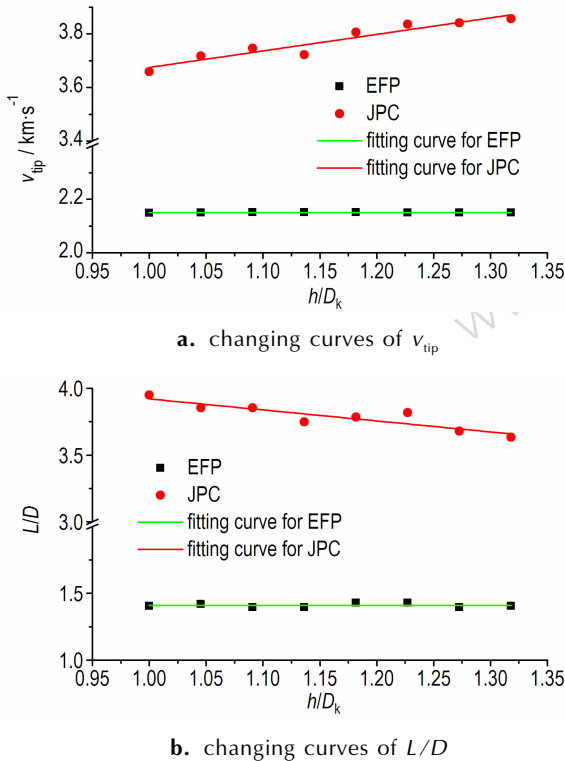 3.8
3.6
3.4
2.2
2.0
v_tip / km·s⁻¹
EFP
JPC
fitting curve for EFP
fitting curve for JPC
0.95 1.00 1.05 1.10 1.15 1.20 1.25 1.30 1.35
h/D_k
a. changing curves of v_tip
4.0
3.5
3.0
1.5
1.0
L/D
EFP
JPC
fitting curve for EFP
fitting curve for JPC
0.95 1.00 1.05 1.10 1.15 1.20 1.25 1.30 1.35
h/D_k
b. changing curves of L/D